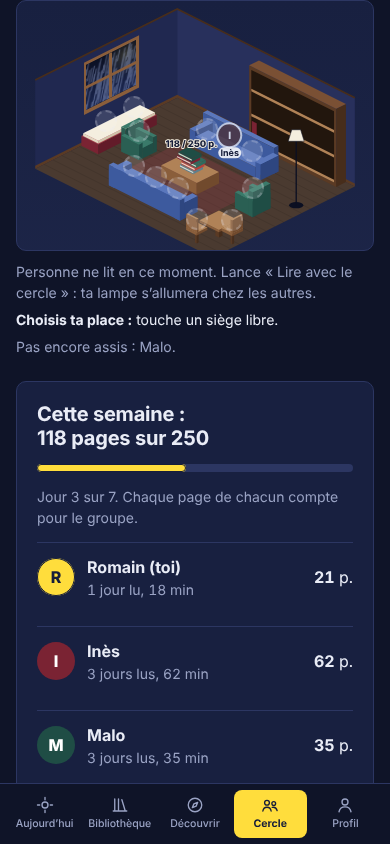 118 / 250 p.
I
Inès
Personne ne lit en ce moment. Lance « Lire avec le
cercle » : ta lampe s’allumera chez les autres.
Choisis ta place : touche un siège libre.
Pas encore assis : Malo.
Cette semaine :
118 pages sur 250
Jour 3 sur 7. Chaque page de chacun compte
pour le groupe.
R
Romain (toi)
1 jour lu, 18 min
21 p.
I
Inès
3 jours lus, 62 min
62 p.
M
Malo
3 jours lus, 35 min
35 p.
Aujourd’hui
Bibliothèque
Découvrir
Cercle
Profil